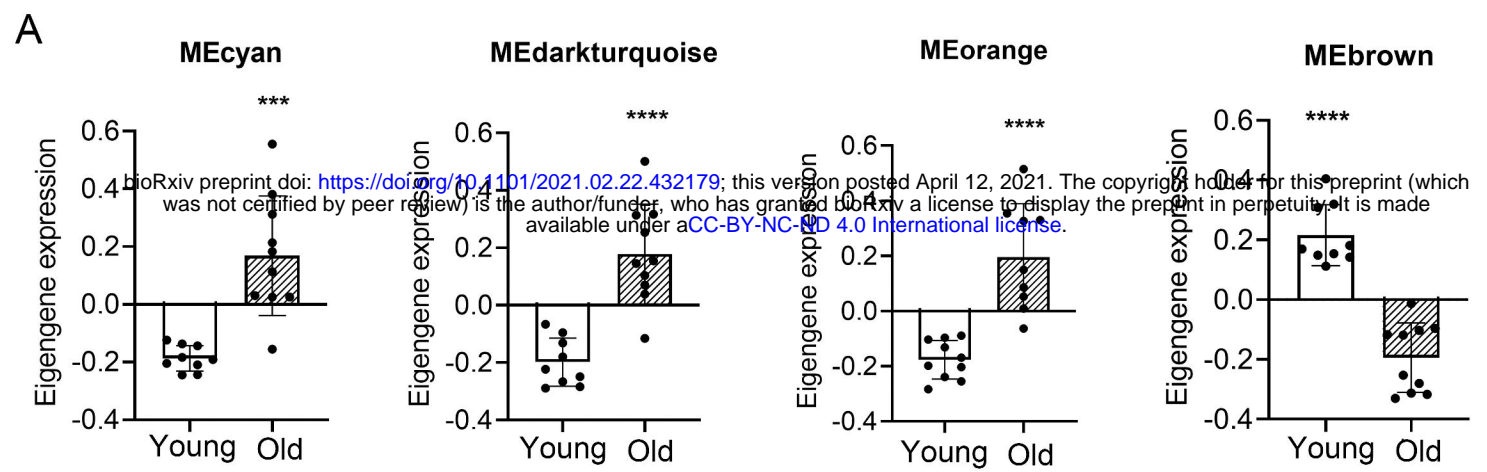 A
MEcyan
MEdarkturquoise
MEorange
MEbrown
***
****
****
****
Eigengene expression
0.6
0.4
0.2
0.0
-0.2
-0.4
Young Old
Eigengene expression
0.6
0.4
0.2
0.0
-0.2
-0.4
Young Old
Eigengene expression
0.6
0.4
0.2
0.0
-0.2
-0.4
Young Old
Eigengene expression
0.6
0.4
0.2
0.0
-0.2
-0.4
Young Old
bioRxiv preprint doi: https://doi.org/10.1101/2021.02.22.432179; this version posted April 12, 2021. The copyright holder for this preprint (which
was not certified by peer review) is the author/funder, who has granted bioRxiv a license to display the preprint in perpetuity. It is made
available under aCC-BY-NC-ND 4.0 International license.